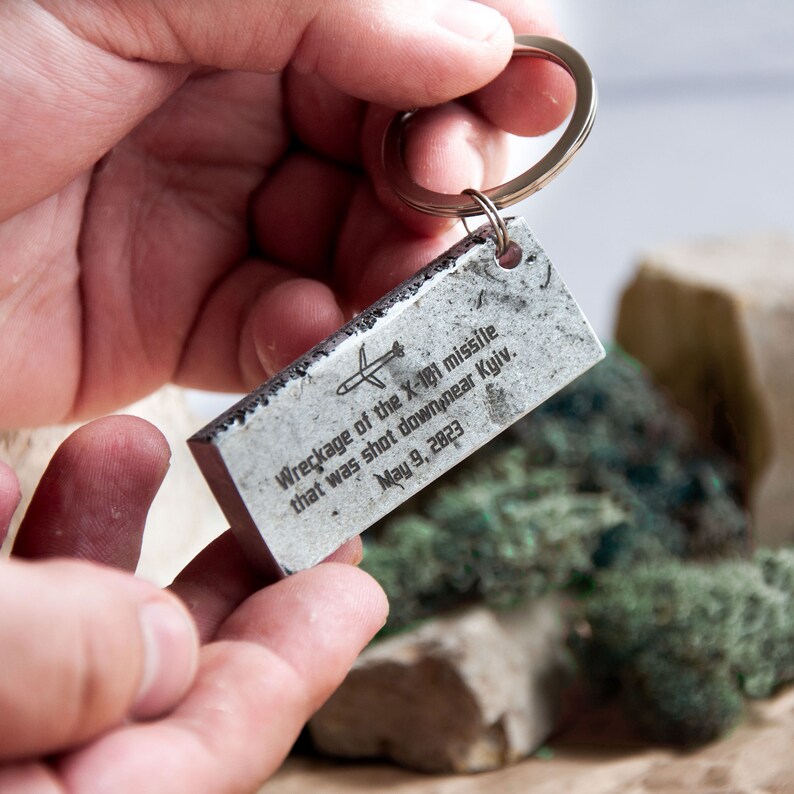 Wreckage of the X-101 missile
that was shot down near Kyiv.
May 9, 2023